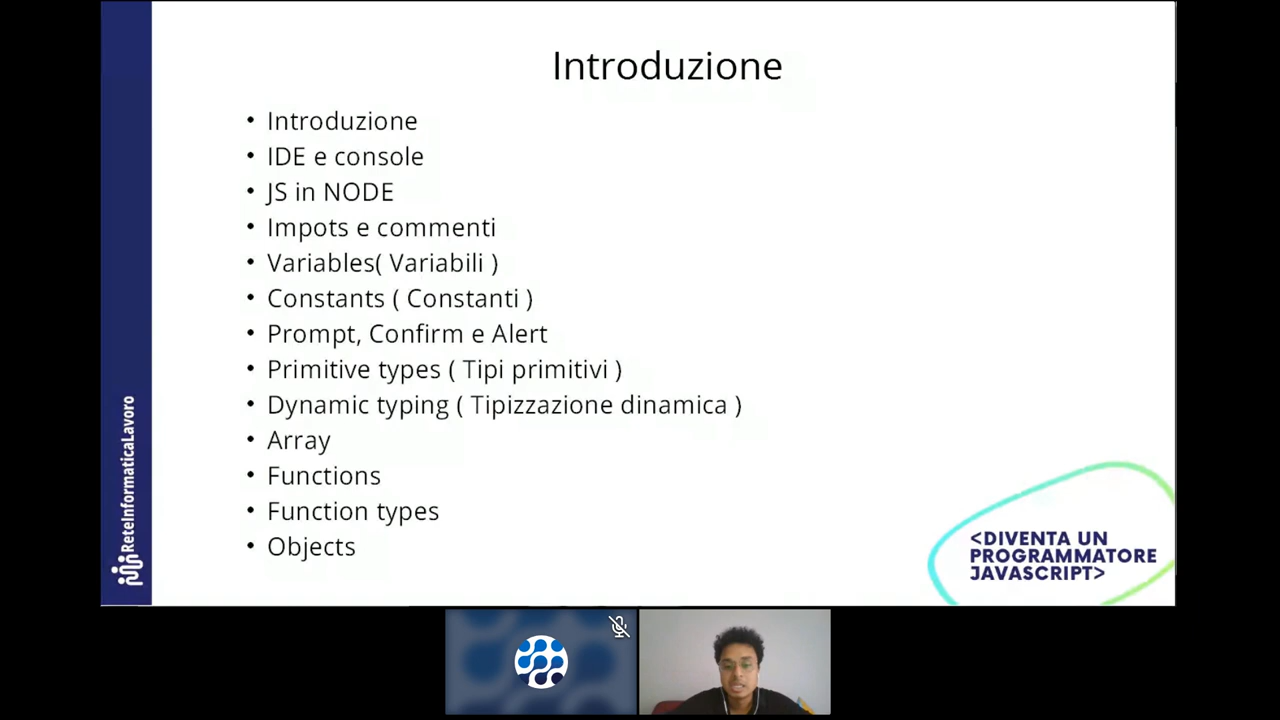 Introduzione
• Introduzione
• IDE e console
• JS in NODE
• Impots e commenti
• Variables( Variabili )
• Constants ( Constanti )
• Prompt, Confirm e Alert
• Primitive types ( Tipi primitivi )
• Dynamic typing ( Tipizzazione dinamica )
• Array
• Functions
• Function types
• Objects
ReteInformaticaLavoro
<DIVENTA UN
PROGRAMMATORE
JAVASCRIPT>